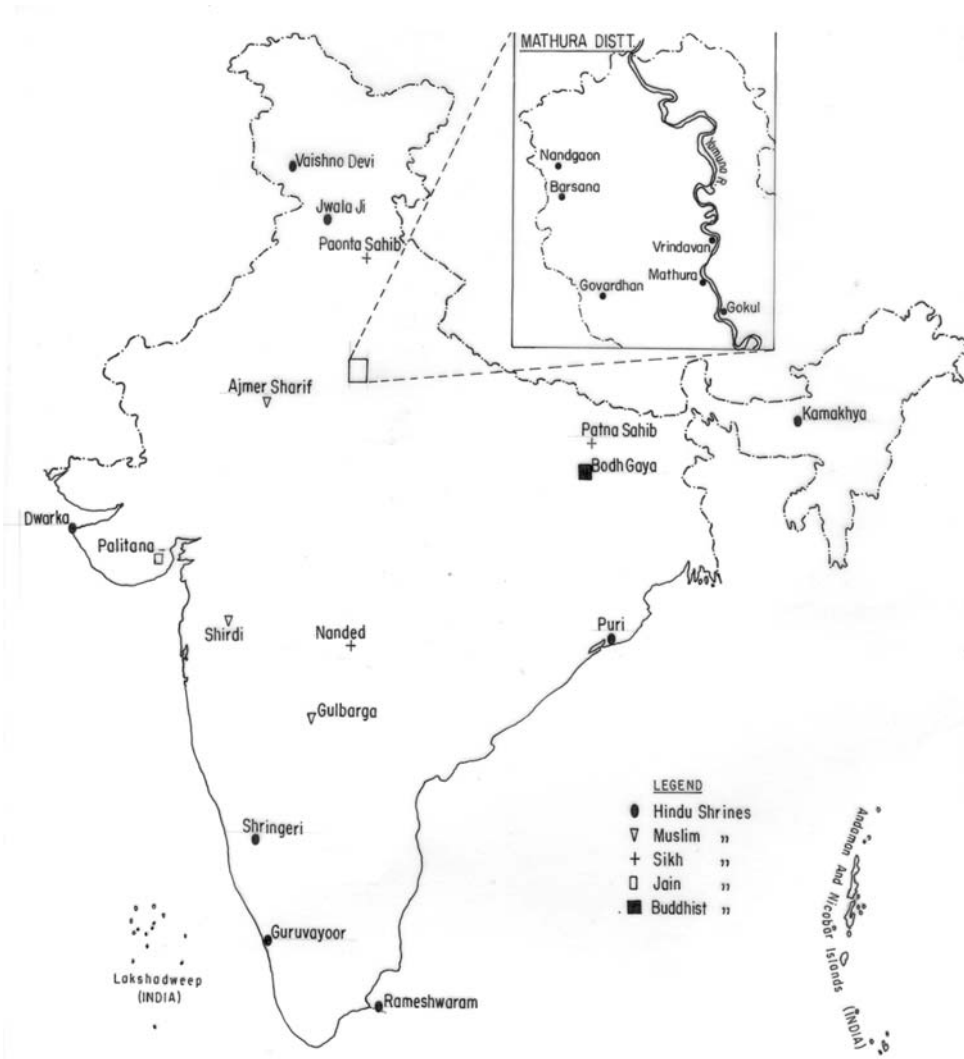 MATHURA DISTT.
Yamuna R.
Nandgaon
Barsana
Vrindavan
Mathura
Govardhan
Gokul
Vaishno Devi
Jwala Ji
Paonta Sahib
Ajmer Sharif
Kamakhya
Patna Sahib
Bodh Gaya
Dwarka
Palitana
Shirdi
Nanded
Puri
Gulbarga
Shringeri
Guruvayoor
Rameshwaram
Lakshadweep
(INDIA)
LEGEND
Hindu Shrines
Muslim „
Sikh „
Jain „
Buddhist „
Andaman And Nicobar Islands (INDIA)